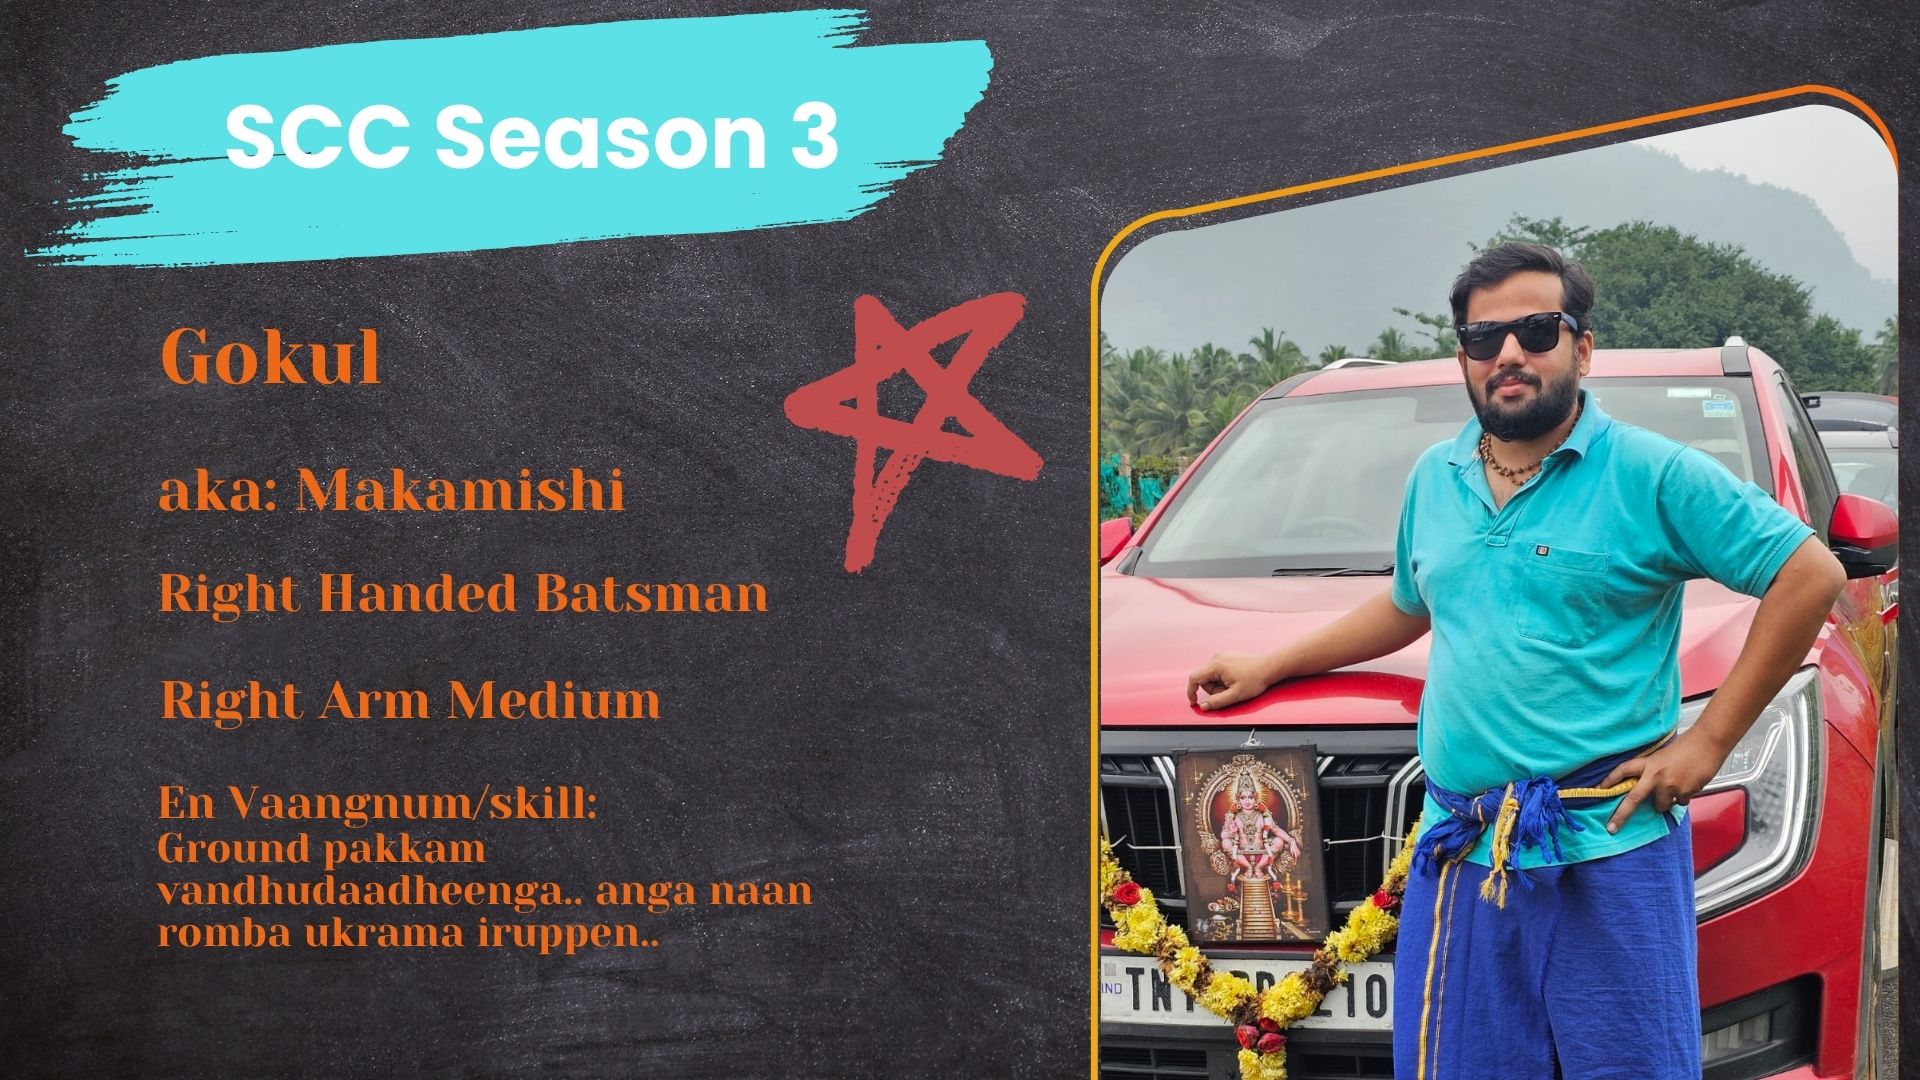 SCC Season 3
Gokul
aka: Makamishi
Right Handed Batsman
Right Arm Medium
En Vaangnum/skill:
Ground pakkam
vandhudaadheenga.. anga naan
romba ukrama iruppen..
IND